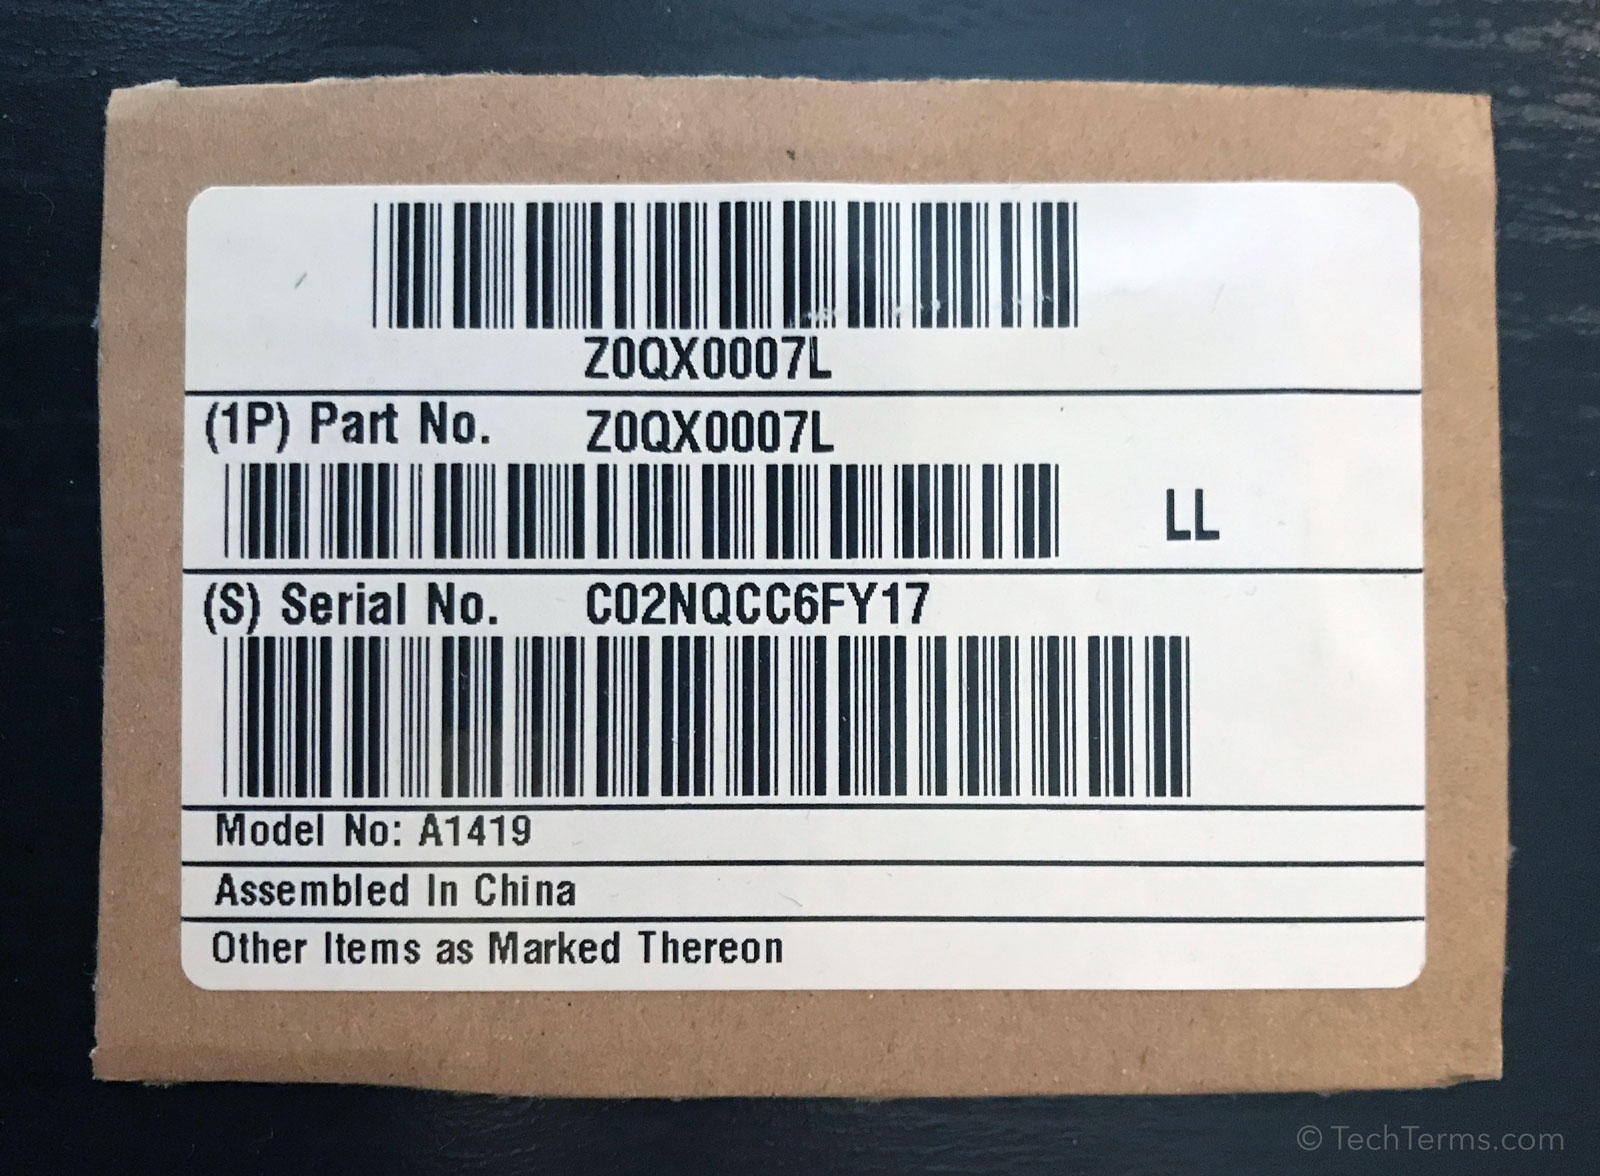 Z0QX0007L
(1P) Part No. Z0QX0007L
LL
(S) Serial No. C02NQCC6FY17
Model No: A1419
Assembled In China
Other Items as Marked Thereon
© TechTerms.com